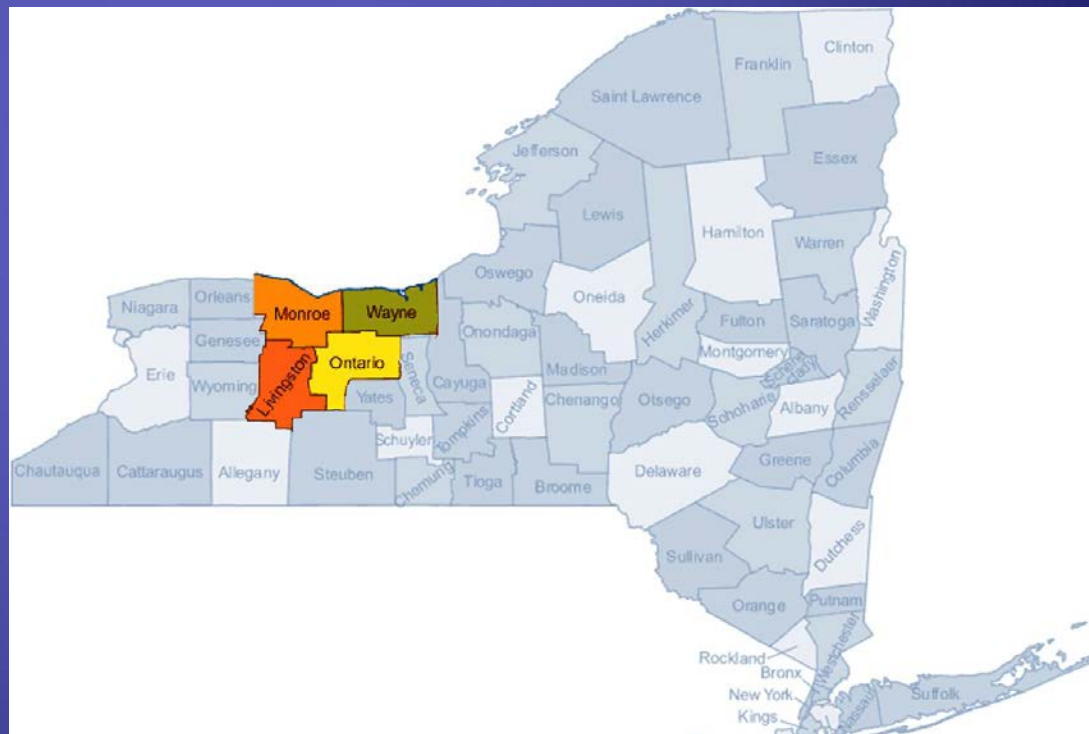 Clinton
Franklin
Saint Lawrence
Jefferson
Essex
Lewis
Hamilton
Warren
Washington
Oswego
Oneida
Herkimer
Niagara
Orleans
Monroe
Wayne
Fulton
Saratoga
Genesee
Onondaga
Montgomery
Ontario
Seneca
Madison
Schenectady
Erie
Wyoming
Livingston
Cayuga
Rensselaer
Yates
Cortland
Chenango
Otsego
Schoharie
Albany
Schuyler
Tompkins
Chautauqua
Cattaraugus
Allegany
Steuben
Chemung
Tioga
Broome
Delaware
Greene
Columbia
Ulster
Dutchess
Sullivan
Orange
Putnam
Rockland
Westchester
Bronx
New York
Nassau
Suffolk
Kings